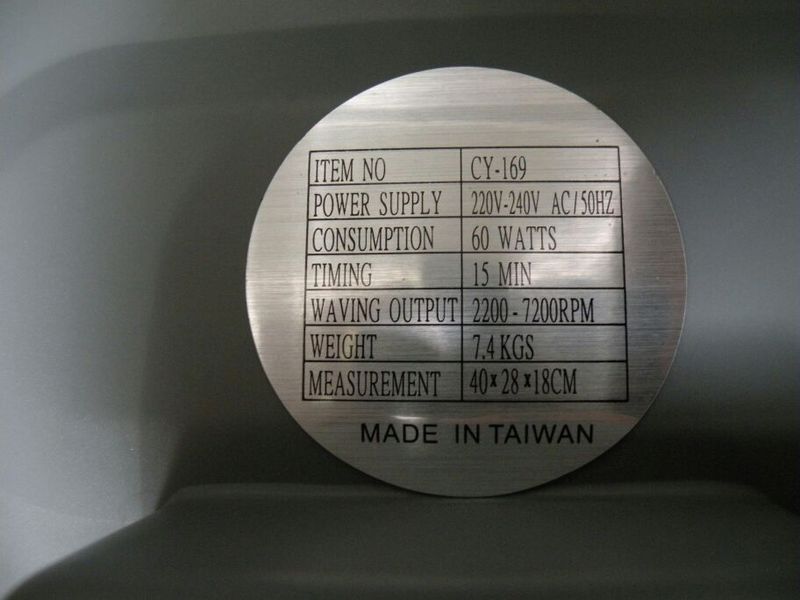 ITEM NO CY-169
POWER SUPPLY 220V-240V AC/50HZ
CONSUMPTION 60 WATTS
TIMING 15 MIN
WAVING OUTPUT 2200-7200RPM
WEIGHT 7.4 KGS
MEASUREMENT 40×28×18CM
MADE IN TAIWAN